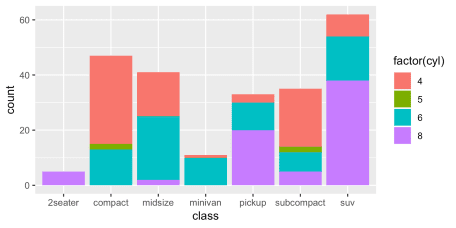 60
40
20
0
count
2seater compact midsize minivan pickup subcompact suv
class
factor(cyl)
4
5
6
8